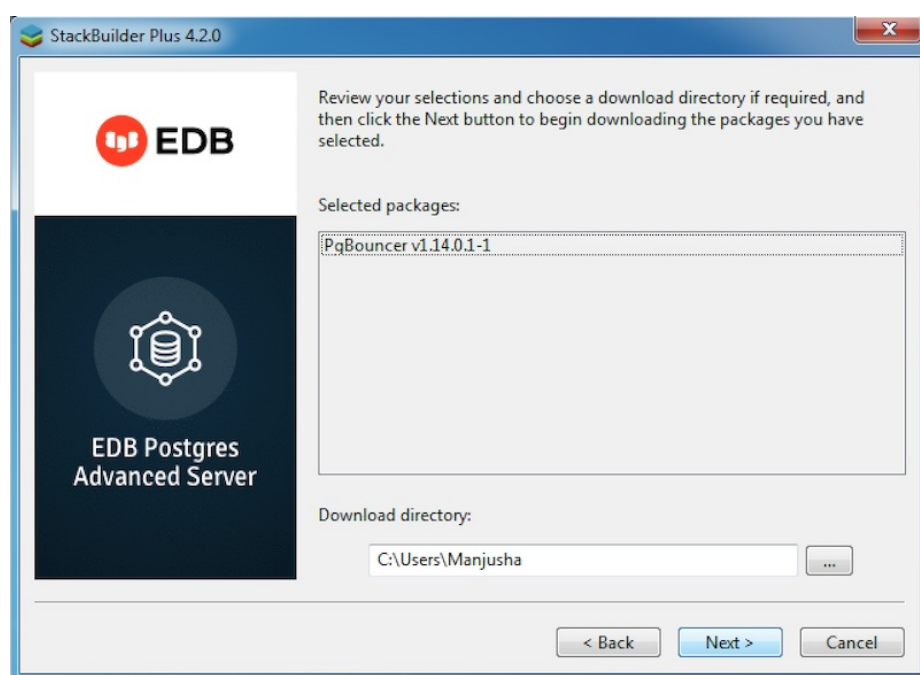 StackBuilder Plus 4.2.0
EDB
EDB Postgres
Advanced Server
Review your selections and choose a download directory if required, and
then click the Next button to begin downloading the packages you have
selected.
Selected packages:
PgBouncer v1.14.0.1-1
Download directory:
C:\Users\Manjusha
...
< Back
Next >
Cancel